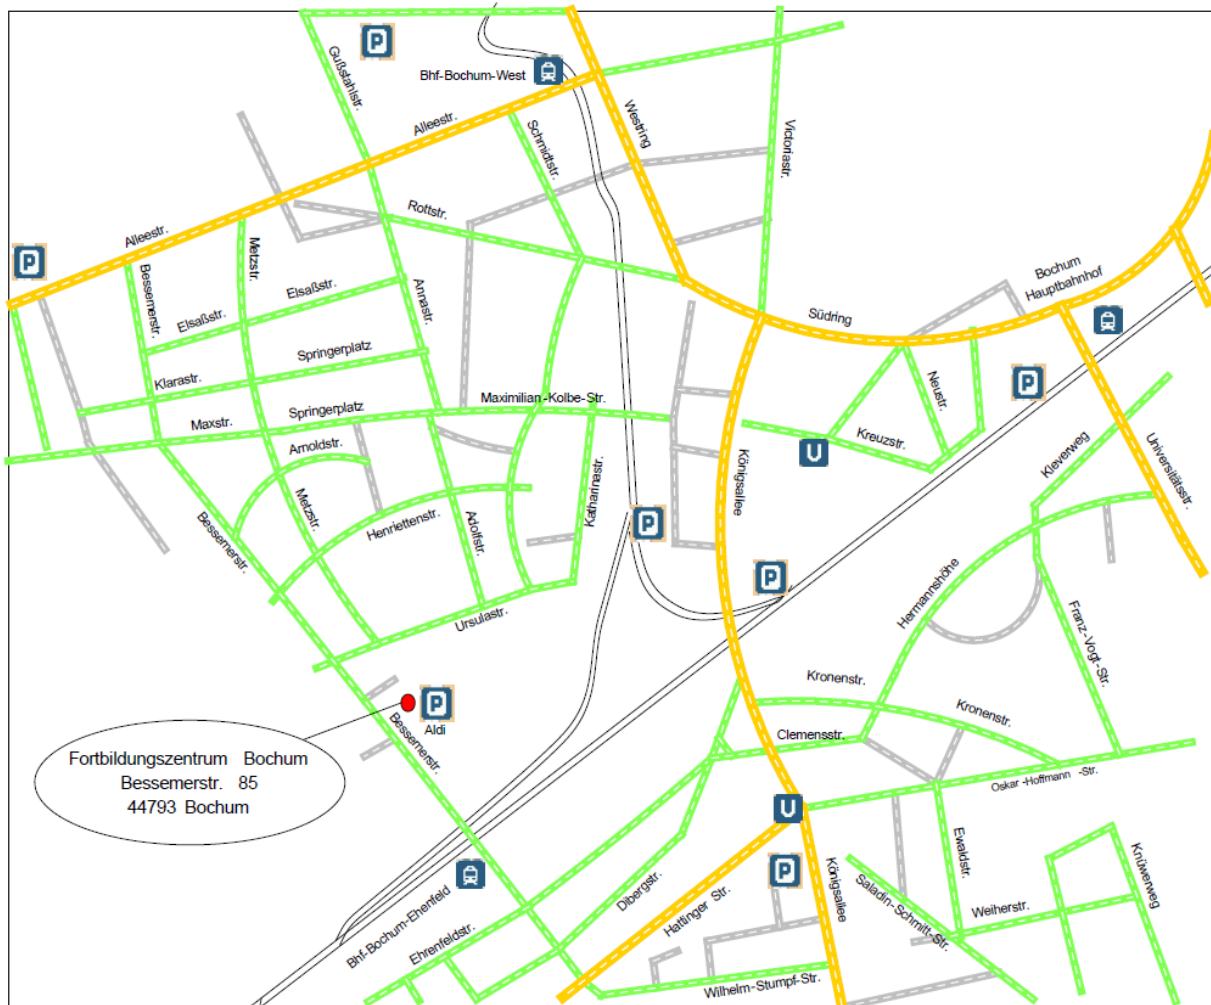 P
Gußstahlstr.
Bhf-Bochum-West
Westring
Victoriastr.
Alleestr.
Schmidtstr.
Rottstr.
Alleestr.
P
Metzstr.
Bessemerstr.
Elsaßstr.
Elsaßstr.
Annastr.
Bochum
Hauptbahnhof
Südring
Springerplatz
Klarastr.
P
Neustr.
Maximilian-Kolbe-Str.
Springerplatz
Maxstr.
Arnoldstr.
Kreuzstr.
U
Kleverweg
Universitätsstr.
Königsallee
Katharinastr.
Metzstr.
Henriettenstr.
Adolfstr.
Bessemerstr.
P
P
Hermannshöhe
Ursulastr.
Franz-Vogt-Str.
Kronenstr.
Kronenstr.
P
Aldi
Bessemerstr.
Clemensstr.
Fortbildungszentrum Bochum
Bessemerstr. 85
44793 Bochum
Oskar-Hoffmann-Str.
U
Ewaldstr.
Knüwerweg
P
Königsallee
Saladin-Schmitt-Str.
Weiherstr.
Dibergstr.
Hattinger Str.
Bhf-Bochum-Ehenfeld
Ehrenfeldstr.
Wilhelm-Stumpf-Str.